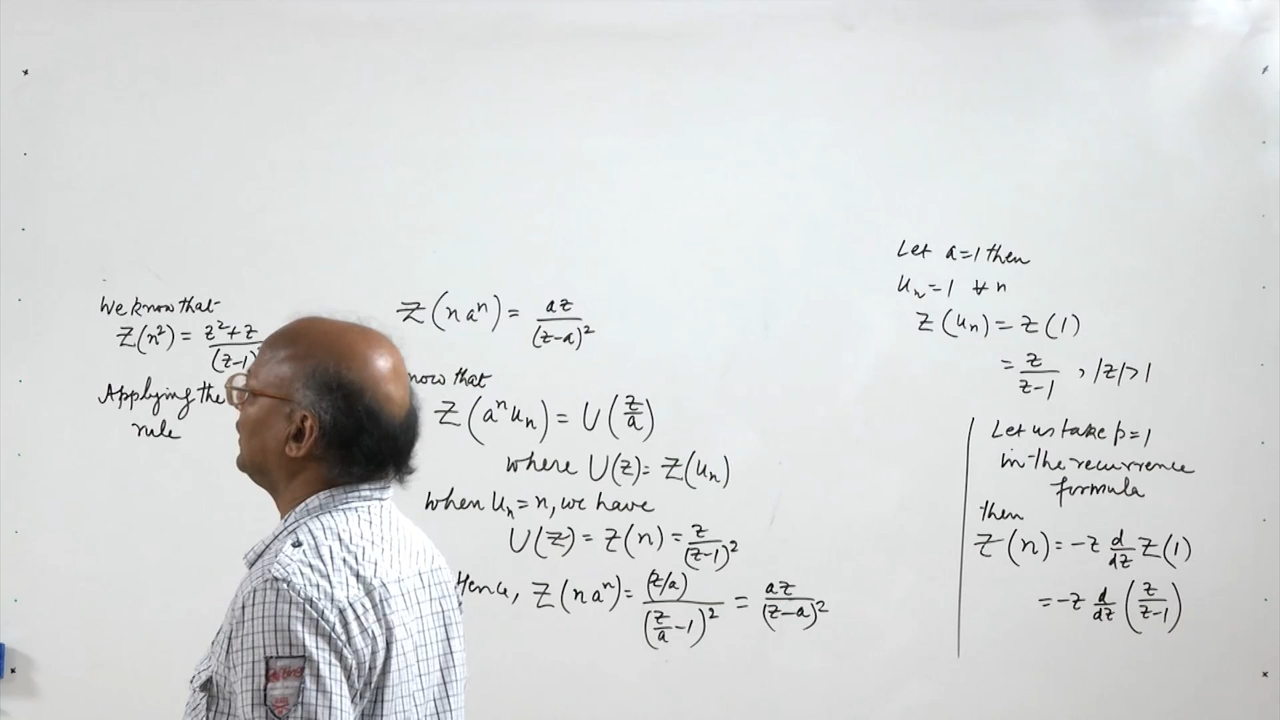 We know that
Z(n²) = z²+z/(z-1)
Applying the
rule
Z(naⁿ) = az/(z-a)²
now that
Z(aⁿuₙ) = U(z/a)
where U(z) = Z(uₙ)
When uₙ = n, we have
U(z) = Z(n) = z/(z-1)²
Hence, Z(naⁿ) = (z/a)/(z/a -1)² = az/(z-a)²
Let a=1 then
uₙ=1 ∀ n
Z(uₙ) = Z(1)
= z/z-1 , |z|>1
Let us take p=1
in the recurrence
formula
then
Z(n) = -z d/dz Z(1)
= -z d/dz (z/z-1)